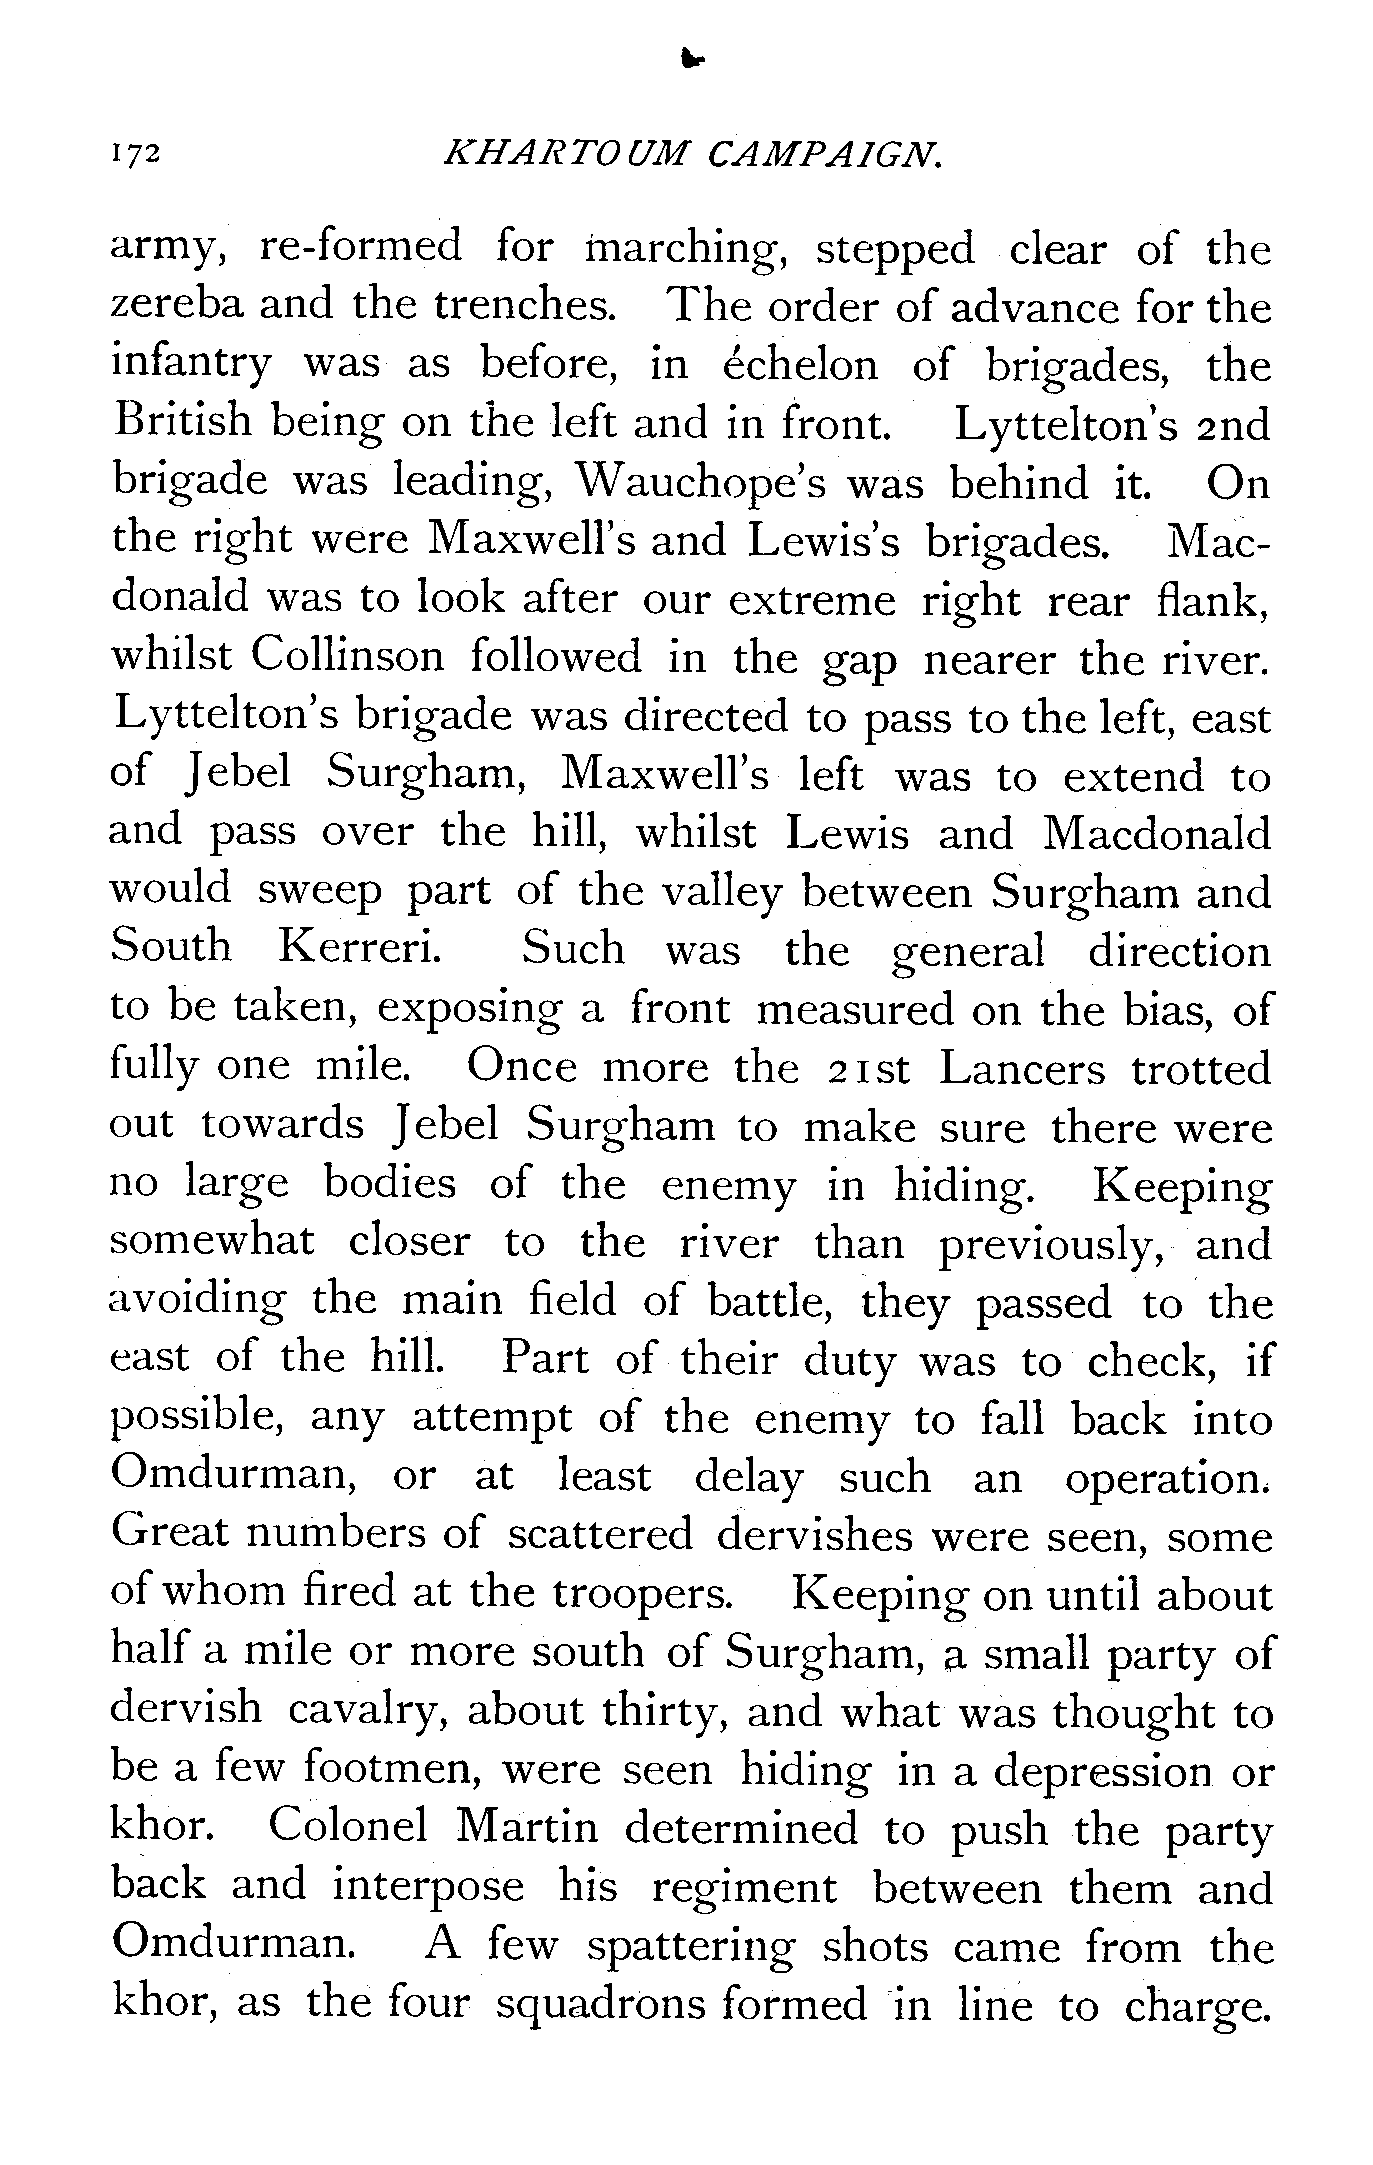 172 KHARTOUM CAMPAIGN.
army, re-formed for marching, stepped clear of the
zereba and the trenches. The order of advance for the
infantry was as before, in échelon of brigades, the
British being on the left and in front. Lyttelton's 2nd
brigade was leading, Wauchope's was behind it. On
the right were Maxwell's and Lewis's brigades. Mac-
donald was to look after our extreme right rear flank,
whilst Collinson followed in the gap nearer the river.
Lyttelton's brigade was directed to pass to the left, east
of Jebel Surgham, Maxwell's left was to extend to
and pass over the hill, whilst Lewis and Macdonald
would sweep part of the valley between Surgham and
South Kerreri. Such was the general direction
to be taken, exposing a front measured on the bias, of
fully one mile. Once more the 21st Lancers trotted
out towards Jebel Surgham to make sure there were
no large bodies of the enemy in hiding. Keeping
somewhat closer to the river than previously, and
avoiding the main field of battle, they passed to the
east of the hill. Part of their duty was to check, if
possible, any attempt of the enemy to fall back into
Omdurman, or at least delay such an operation.
Great numbers of scattered dervishes were seen, some
of whom fired at the troopers. Keeping on until about
half a mile or more south of Surgham, a small party of
dervish cavalry, about thirty, and what was thought to
be a few footmen, were seen hiding in a depression or
khor. Colonel Martin determined to push the party
back and interpose his regiment between them and
Omdurman. A few spattering shots came from the
khor, as the four squadrons formed in line to charge.